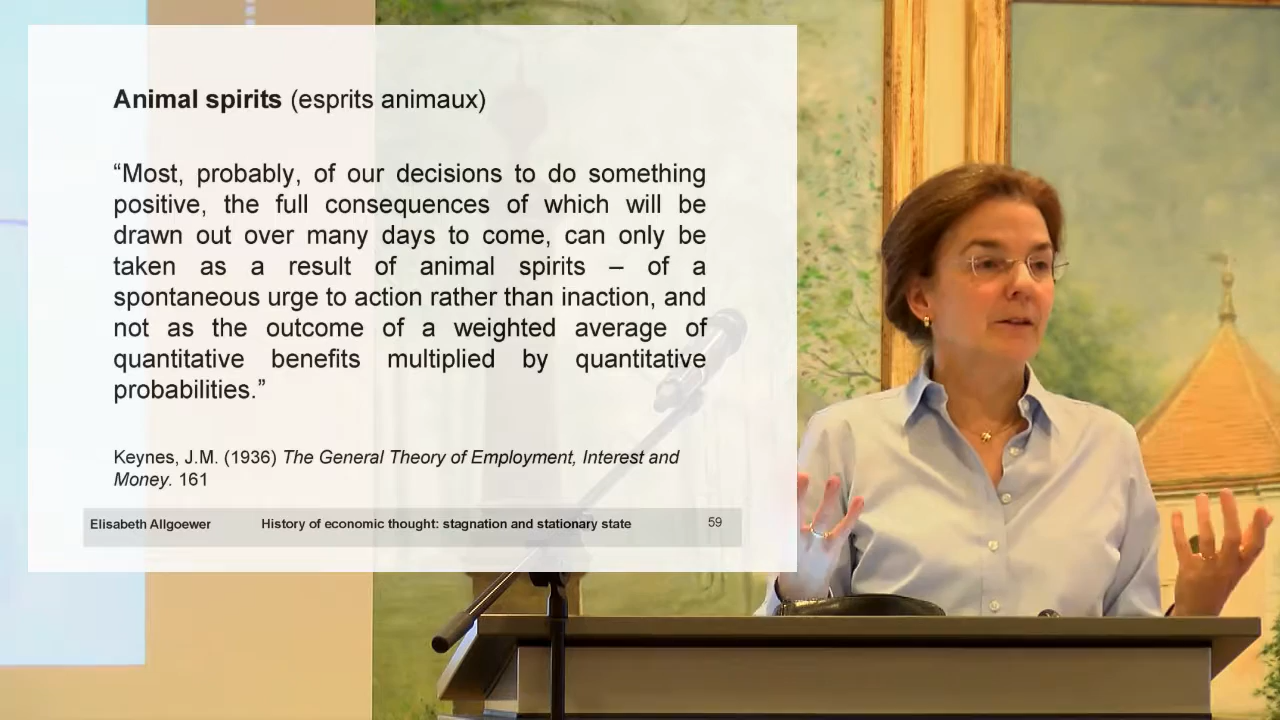 Animal spirits (esprits animaux)
“Most, probably, of our decisions to do something
positive, the full consequences of which will be
drawn out over many days to come, can only be
taken as a result of animal spirits – of a
spontaneous urge to action rather than inaction, and
not as the outcome of a weighted average of
quantitative benefits multiplied by quantitative
probabilities.”
Keynes, J.M. (1936) The General Theory of Employment, Interest and
Money. 161
Elisabeth Allgoewer History of economic thought: stagnation and stationary state 59